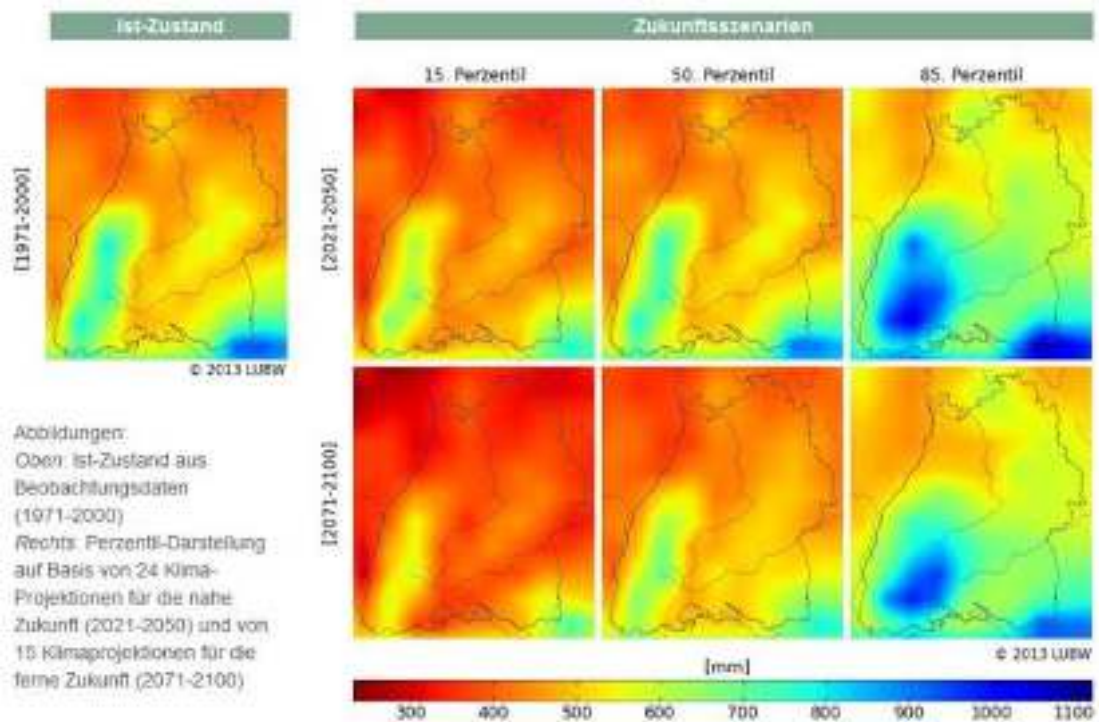 Ist-Zustand
Zukunftsszenarien
15. Perzentil
50. Perzentil
85. Perzentil
[1971-2000]
[2021-2050]
© 2013 LUBW
[2071-2100]
Abbildungen:
Oben: Ist-Zustand aus
Beobachtungsdaten
(1971-2000)
Rechts: Perzentil-Darstellung
auf Basis von 24 Klima-
Projektionen für die nahe
Zukunft (2021-2050) und von
15 Klimaprojektionen für die
ferne Zukunft (2071-2100)
© 2013 LUBW
[mm]
300 400 500 600 700 800 900 1000 1100